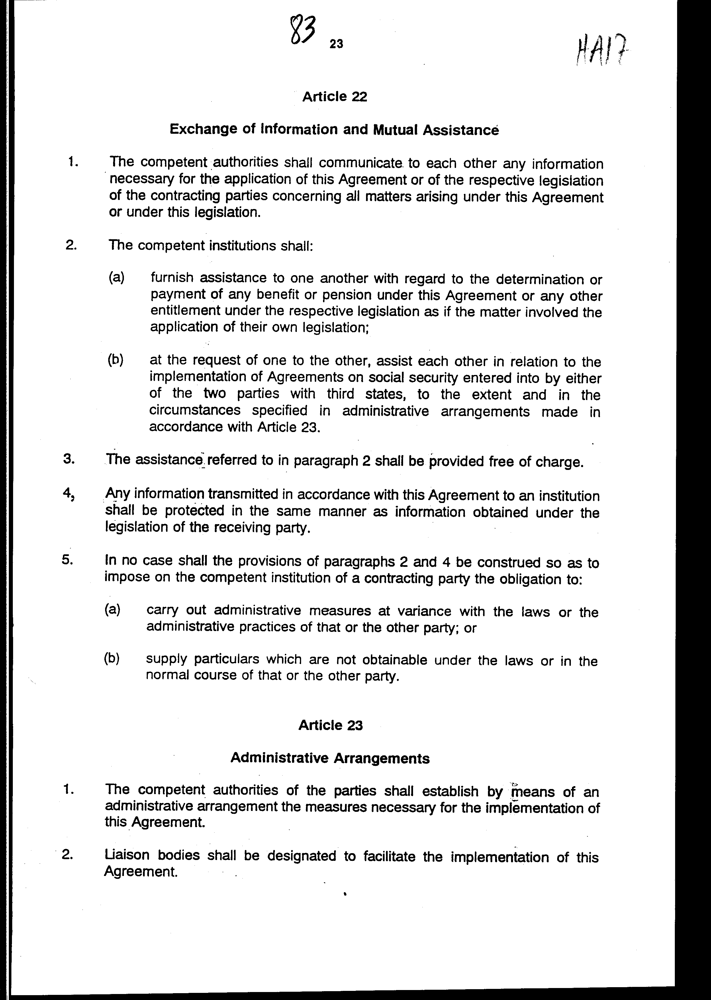 83
23
HA17
Article 22
Exchange of Information and Mutual Assistance
1. The competent authorities shall communicate to each other any information
necessary for the application of this Agreement or of the respective legislation
of the contracting parties concerning all matters arising under this Agreement
or under this legislation.
2. The competent institutions shall:
(a) furnish assistance to one another with regard to the determination or
payment of any benefit or pension under this Agreement or any other
entitlement under the respective legislation as if the matter involved the
application of their own legislation;
(b) at the request of one to the other, assist each other in relation to the
implementation of Agreements on social security entered into by either
of the two parties with third states, to the extent and in the
circumstances specified in administrative arrangements made in
accordance with Article 23.
3. The assistance referred to in paragraph 2 shall be provided free of charge.
4, Any information transmitted in accordance with this Agreement to an institution
shall be protected in the same manner as information obtained under the
legislation of the receiving party.
5. In no case shall the provisions of paragraphs 2 and 4 be construed so as to
impose on the competent institution of a contracting party the obligation to:
(a) carry out administrative measures at variance with the laws or the
administrative practices of that or the other party; or
(b) supply particulars which are not obtainable under the laws or in the
normal course of that or the other party.
Article 23
Administrative Arrangements
1. The competent authorities of the parties shall establish by means of an
administrative arrangement the measures necessary for the implementation of
this Agreement.
2. Liaison bodies shall be designated to facilitate the implementation of this
Agreement.